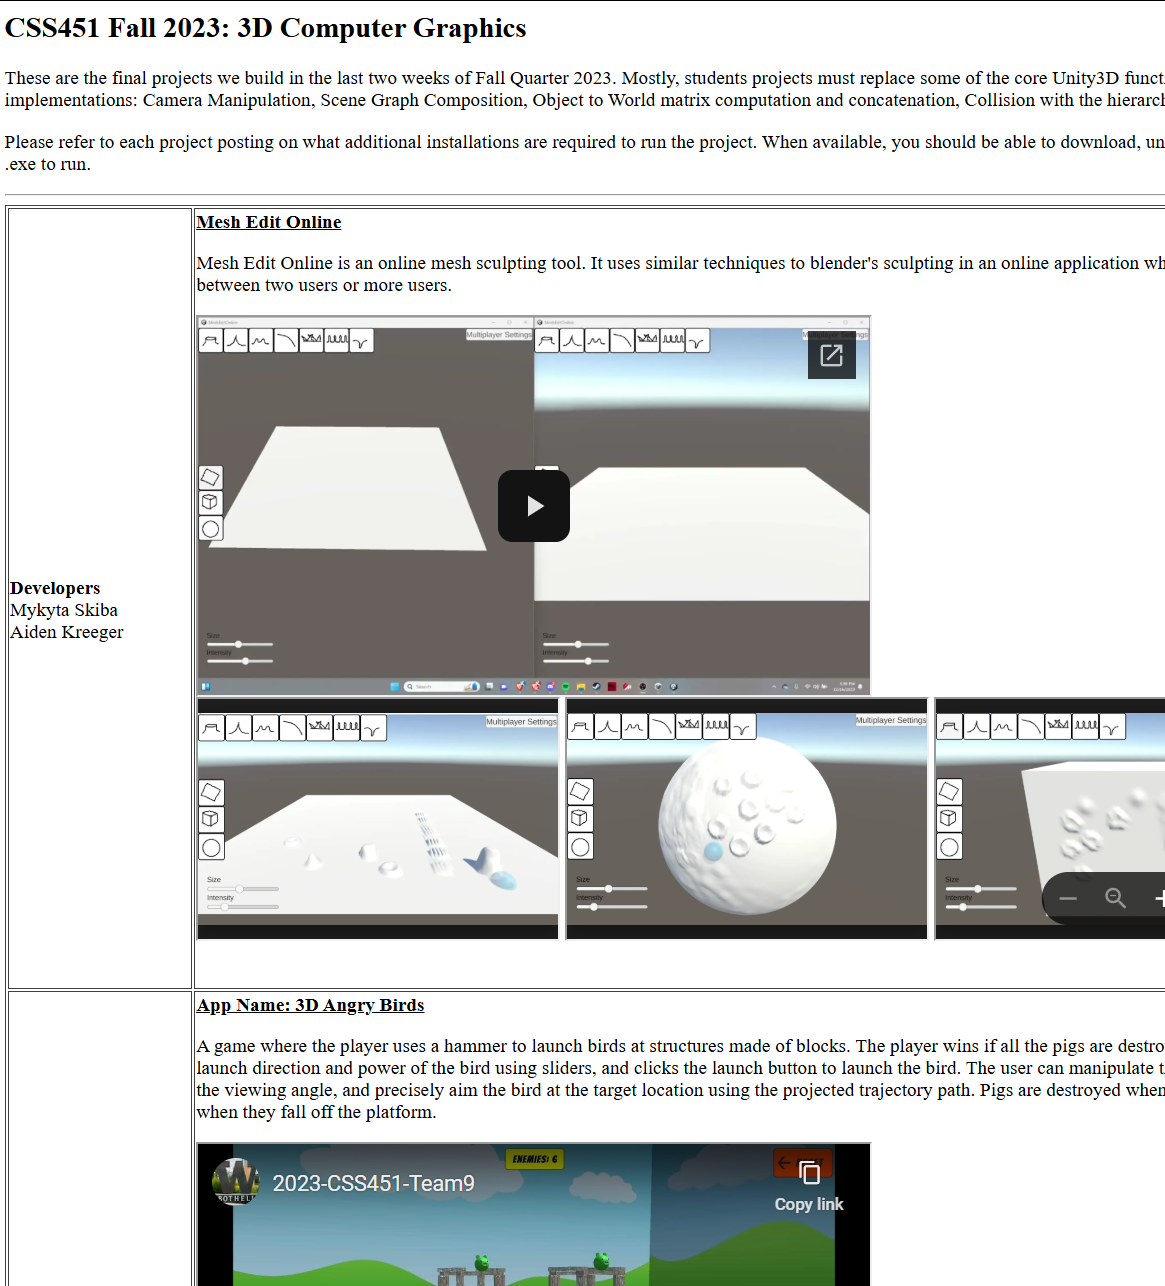 CSS451 Fall 2023: 3D Computer Graphics
These are the final projects we build in the last two weeks of Fall Quarter 2023. Mostly, students projects must replace some of the core Unity3D funct
implementations: Camera Manipulation, Scene Graph Composition, Object to World matrix computation and concatenation, Collision with the hierarch
Please refer to each project posting on what additional installations are required to run the project. When available, you should be able to download, un
.exe to run.
Mesh Edit Online
Mesh Edit Online is an online mesh sculpting tool. It uses similar techniques to blender's sculpting in an online application wh
between two users or more users.
Multiplayer Settings
Size
Intensity
Size
Intensity
Search
Developers
Mykyta Skiba
Aiden Kreeger
Multiplayer Settings
Size
Intensity
Multiplayer Settings
Size
Intensity
Size
Intensity
App Name: 3D Angry Birds
A game where the player uses a hammer to launch birds at structures made of blocks. The player wins if all the pigs are destro
launch direction and power of the bird using sliders, and clicks the launch button to launch the bird. The user can manipulate t
the viewing angle, and precisely aim the bird at the target location using the projected trajectory path. Pigs are destroyed when
when they fall off the platform.
ENEMIES: 6
W
BOTHELL
2023-CSS451-Team9
Copy link